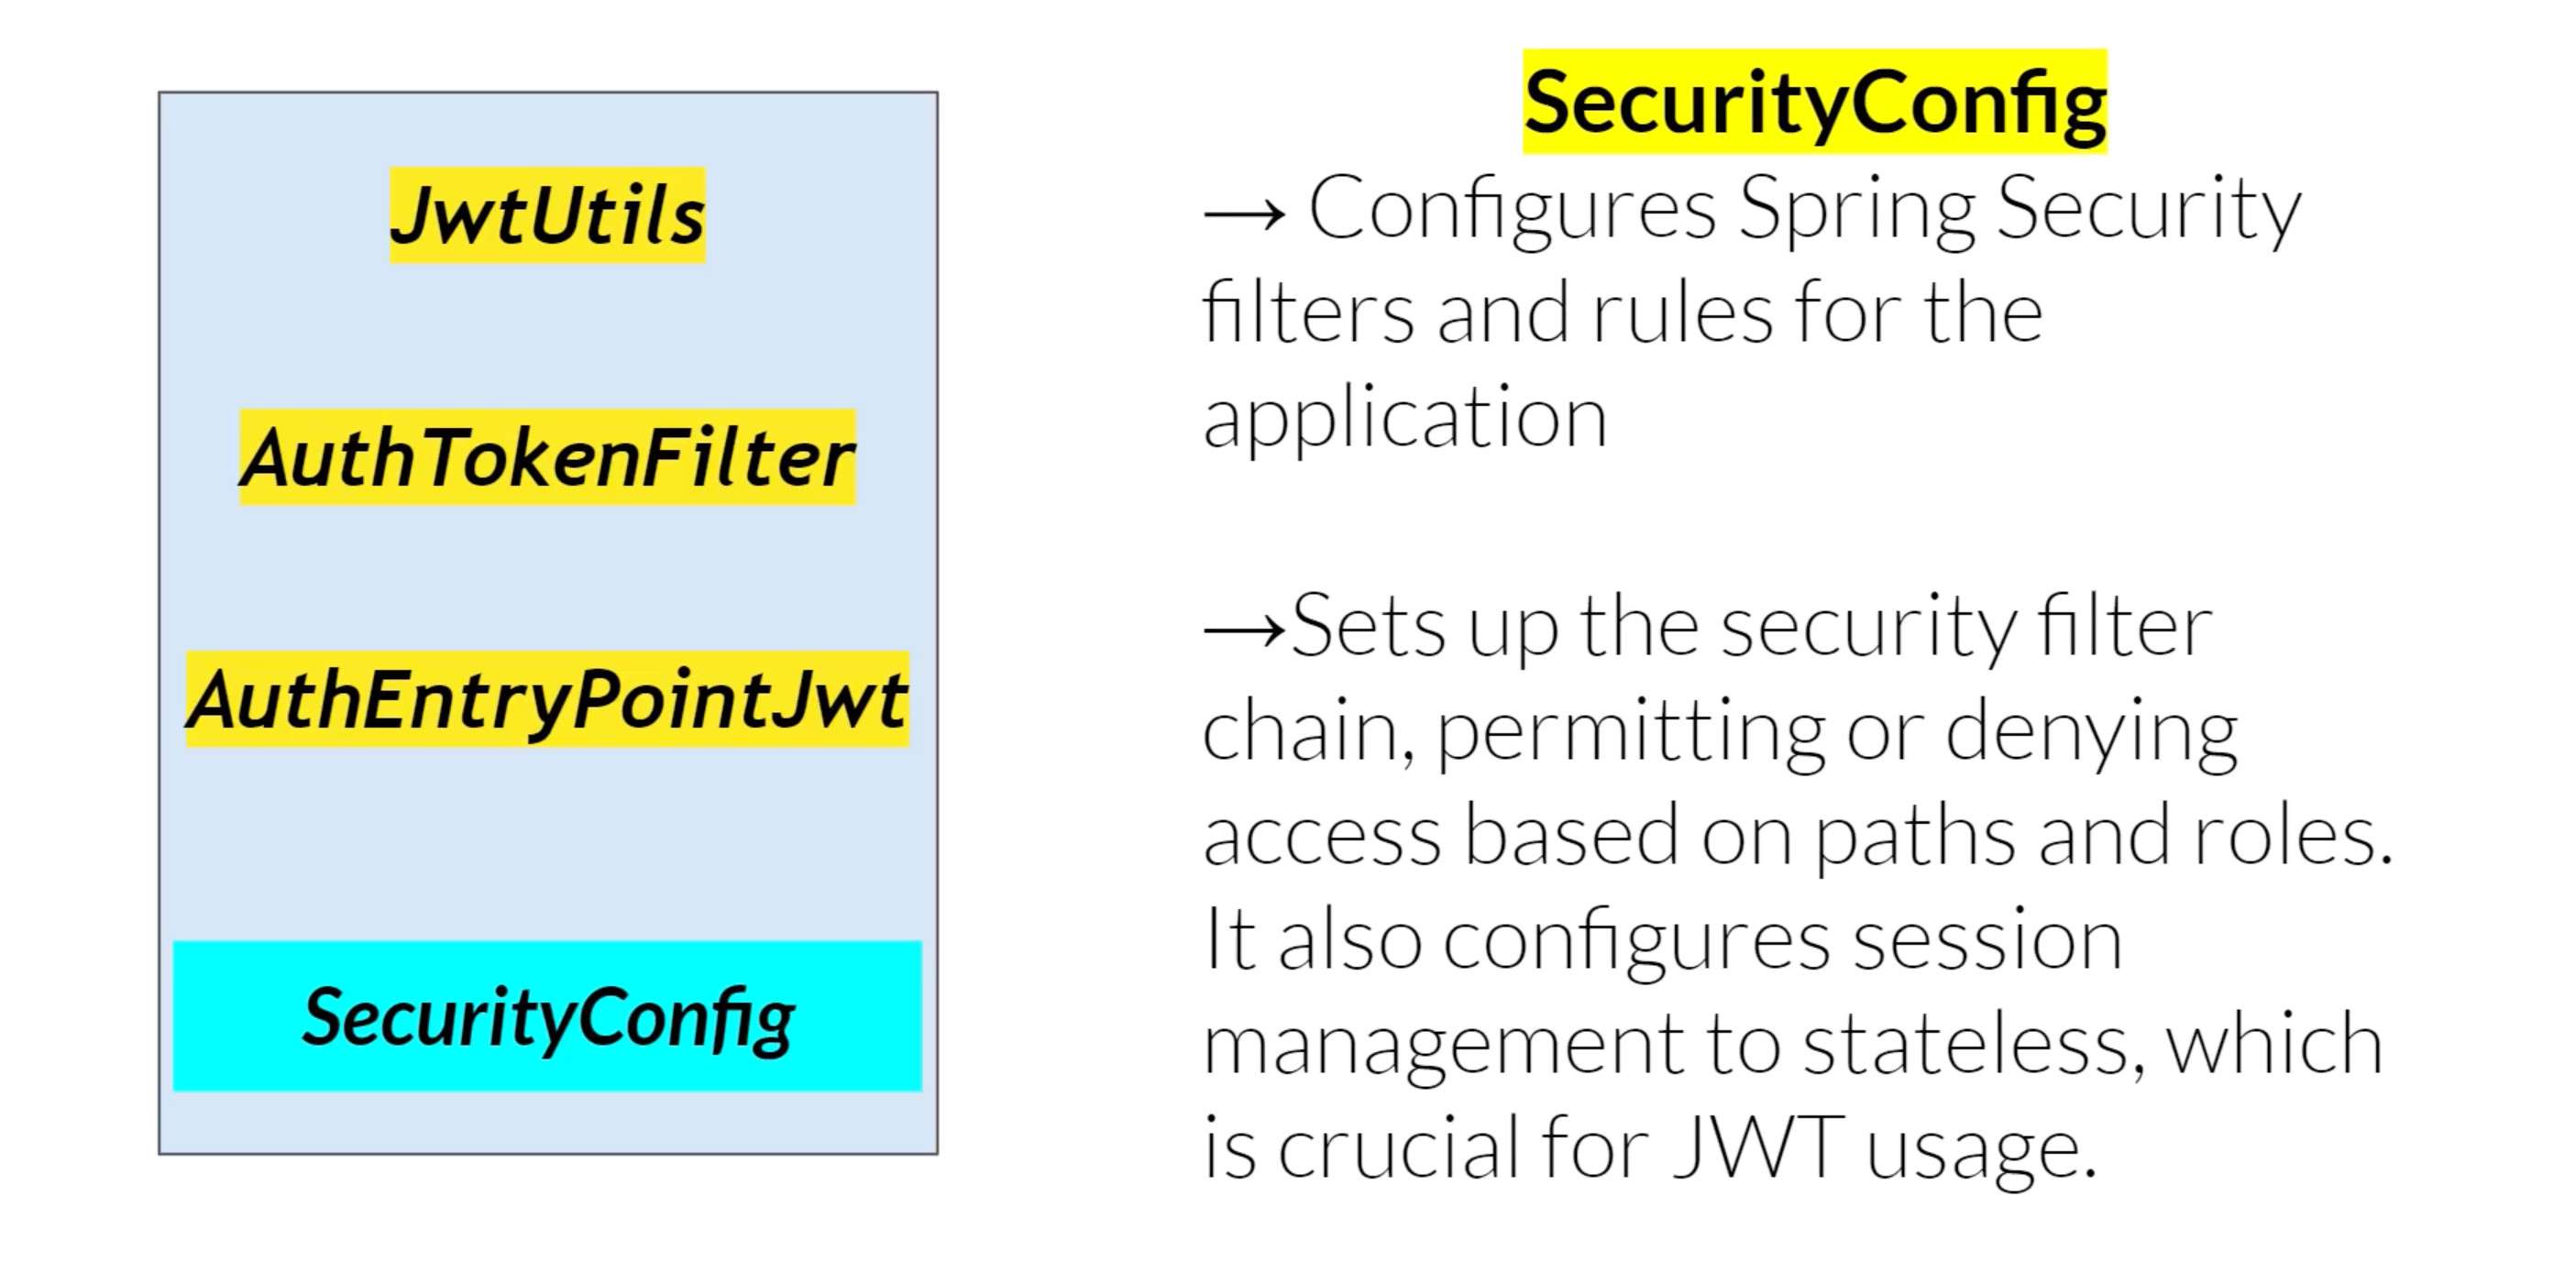 JwtUtils
AuthTokenFilter
AuthEntryPointJwt
SecurityConfig
SecurityConfig
→ Configures Spring Security
filters and rules for the
application
→Sets up the security filter
chain, permitting or denying
access based on paths and roles.
It also configures session
management to stateless, which
is crucial for JWT usage.